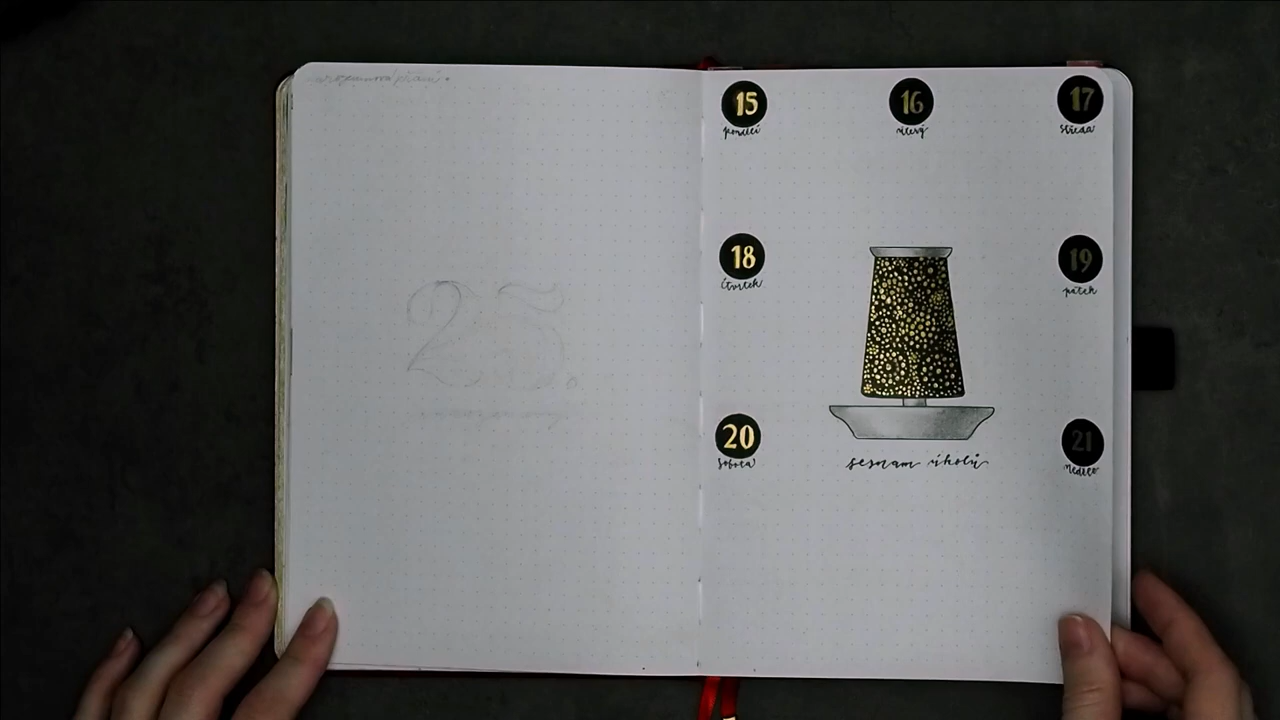 25.
15 16 17
pondělí úterý středa
18 19
čtvrtek pátek
20 21
sobota neděle
seznam úkolů